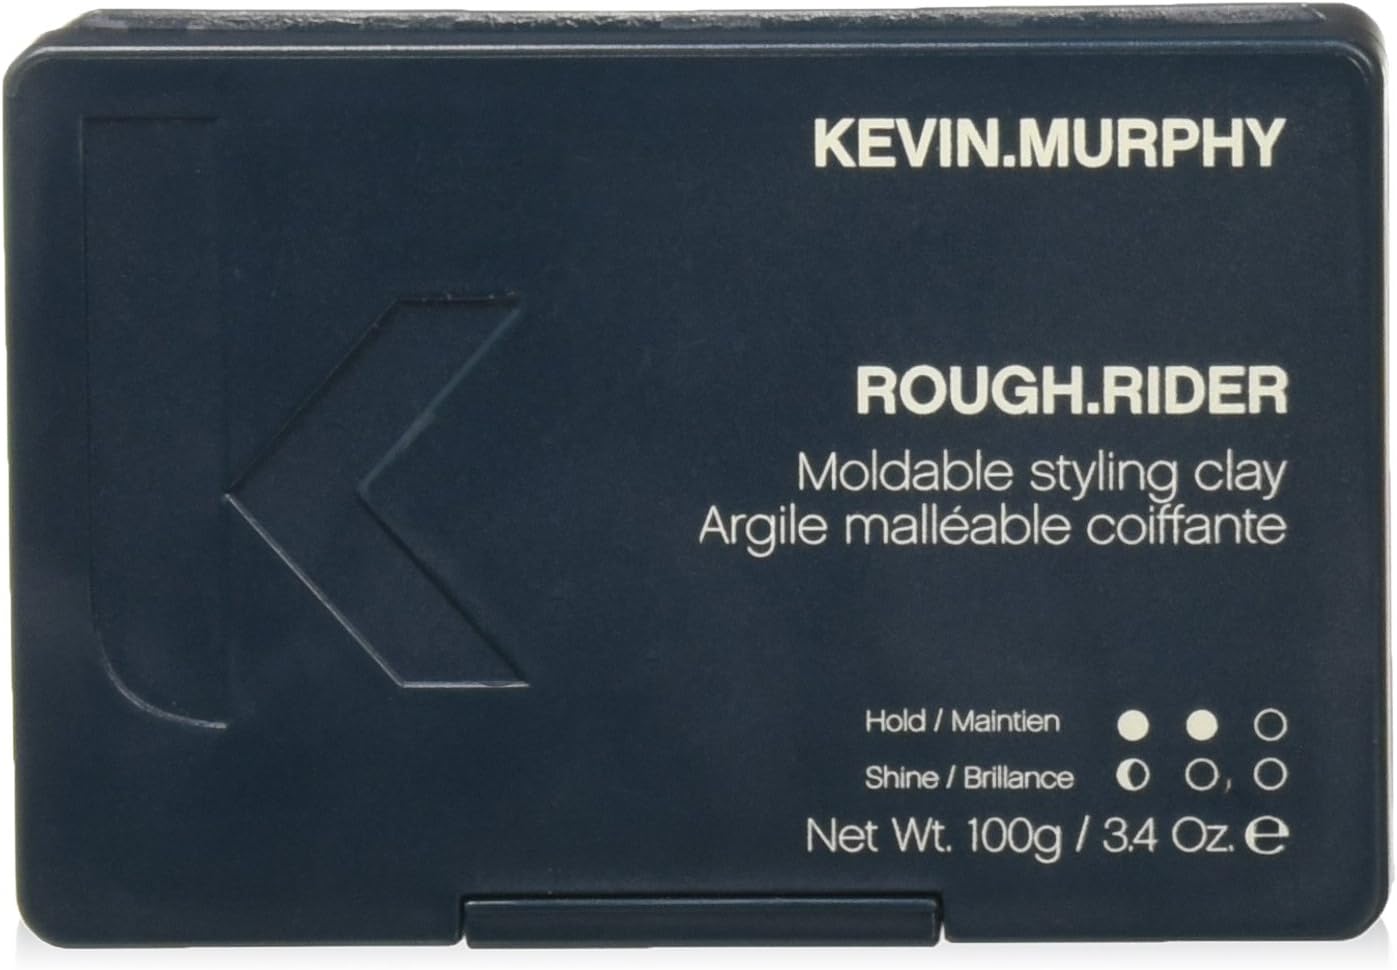 KEVIN.MURPHY
ROUGH.RIDER
Moldable styling clay
Argile malléable coiffante
Hold / Maintien
Shine / Brillance
Net Wt. 100g / 3.4 Oz. ℮